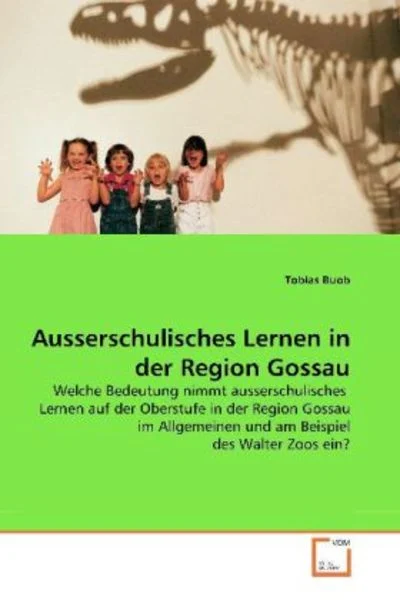 Tobias Buob
Ausserschulisches Lernen in
der Region Gossau
Welche Bedeutung nimmt ausserschulisches
Lernen auf der Oberstufe in der Region Gossau
im Allgemeinen und am Beispiel
des Walter Zoos ein?
VDM